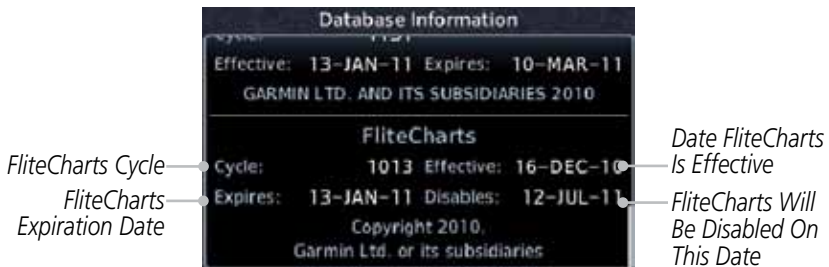 Database Information
Effective: 13-JAN-11 Expires: 10-MAR-11
GARMIN LTD. AND ITS SUBSIDIARIES 2010
FliteCharts
Cycle: 1013 Effective: 16-DEC-10
Expires: 13-JAN-11 Disables: 12-JUL-11
Copyright 2010.
Garmin Ltd. or its subsidiaries
FliteCharts Cycle
FliteCharts
Expiration Date
Date FliteCharts
Is Effective
FliteCharts Will
Be Disabled On
This Date